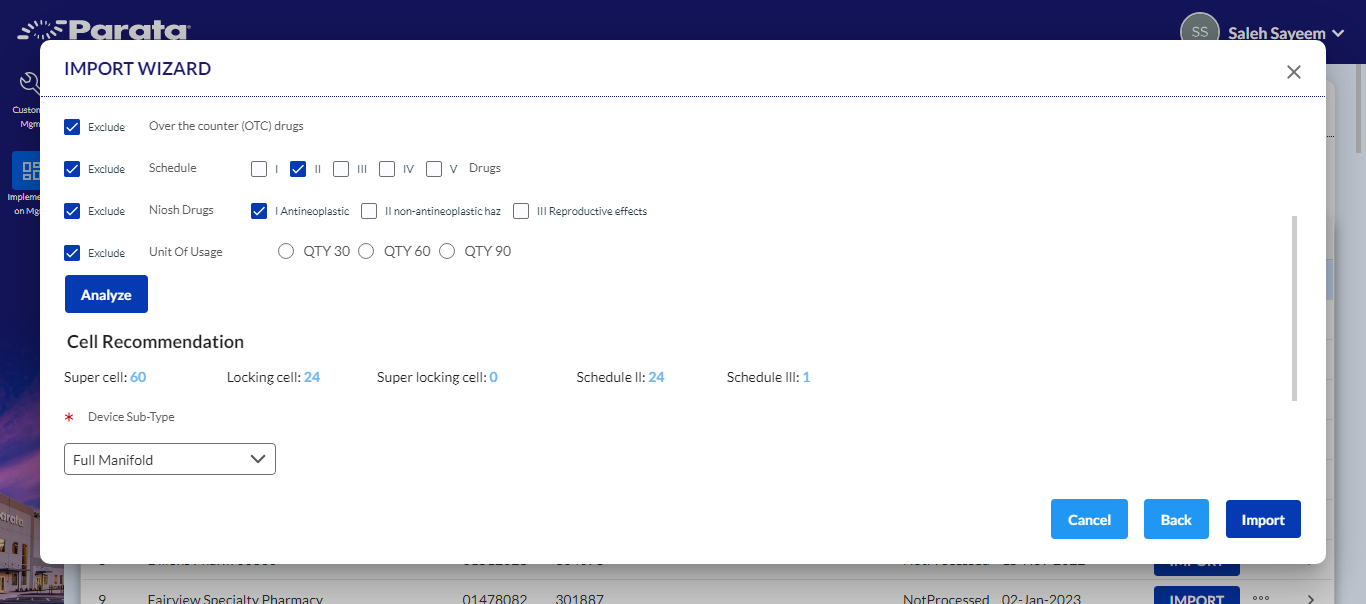 Parata
SS Saleh Sayeem
IMPORT WIZARD
Custom
Mgm
Impleme
on Mg
Exclude Over the counter (OTC) drugs
Exclude Schedule I II III IV V Drugs
Exclude Niosh Drugs I Antineoplastic II non-antineoplastic haz III Reproductive effects
Exclude Unit Of Usage QTY 30 QTY 60 QTY 90
Analyze
Cell Recommendation
Super cell: 60 Locking cell: 24 Super locking cell: 0 Schedule II: 24 Schedule III: 1
* Device Sub-Type
Full Manifold
Cancel Back Import
9 Fairview Specialty Pharmacy 01478082 301887 NotProcessed 02-Jan-2023 IMPORT